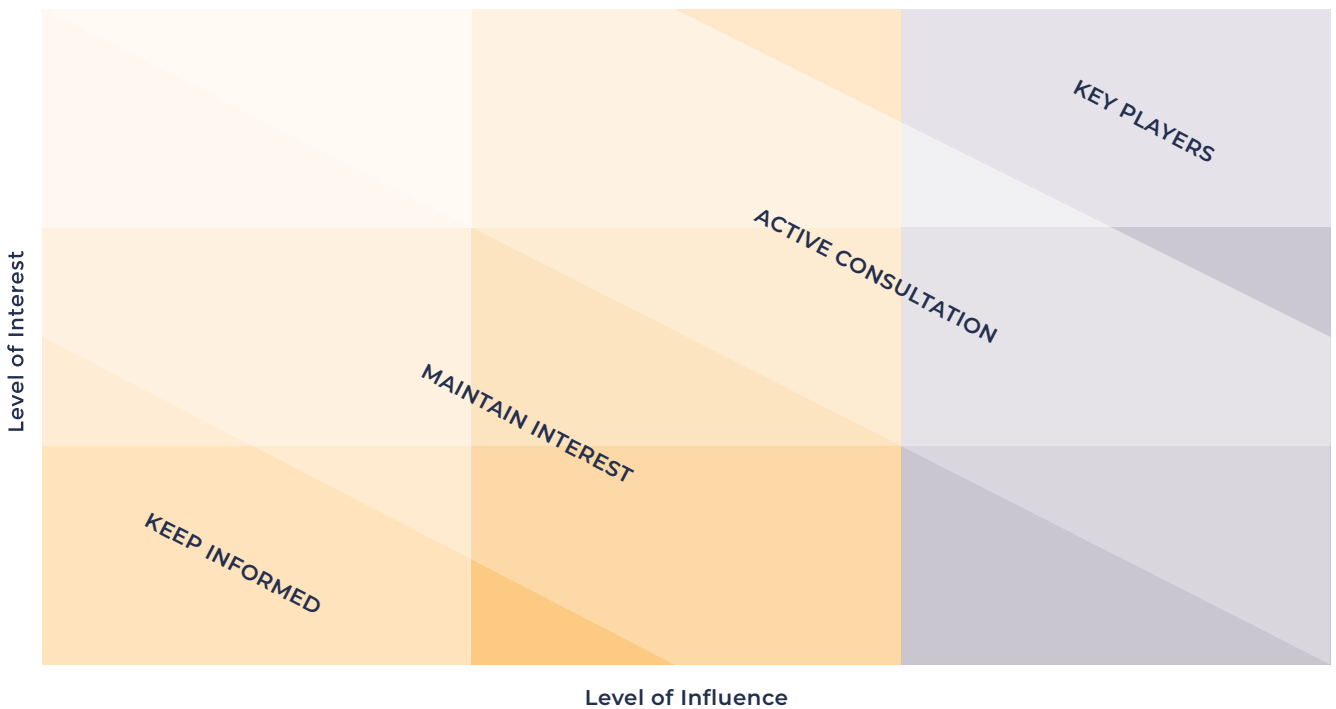 KEY PLAYERS
ACTIVE CONSULTATION
MAINTAIN INTEREST
KEEP INFORMED
Level of Interest
Level of Influence